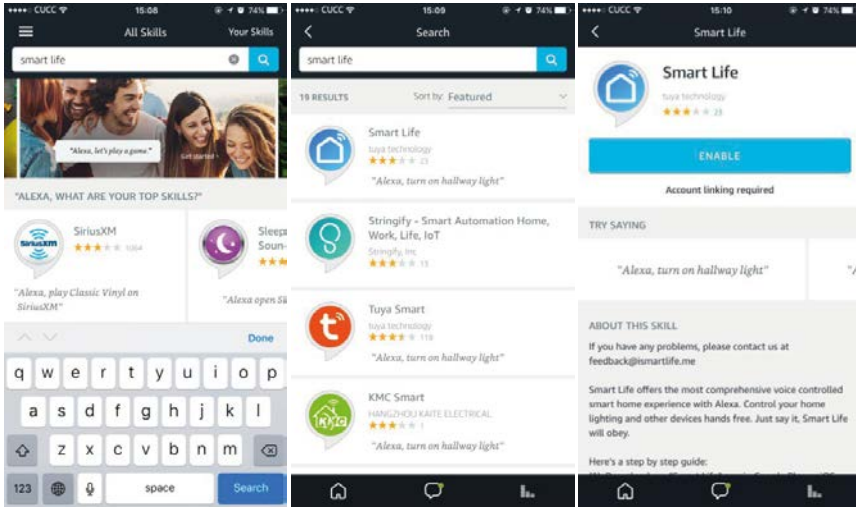 CUCC 15:08 74%
All Skills
Your Skills
smart life
"Alexa, let's play a game."
Get started
"ALEXA, WHAT ARE YOUR TOP SKILLS?"
SiriusXM
SiriusXM
1064
"Alexa, play Classic Vinyl on
SiriusXM"
Sleep
Soun-
"Alexa open Sl
Done
q w e r t y u i o p
a s d f g h j k l
z x c v b n m
123 space Search
CUCC 15:09 74%
Search
smart life
19 RESULTS
Sort by: Featured
Smart Life
tuya technology
23
"Alexa, turn on hallway light"
Stringify - Smart Automation Home,
Work, Life, IoT
Stringify, Inc
13
Tuya Smart
tuya technology
118
"Alexa, turn on hallway light"
KMC
KMC Smart
HANGZHOU KAITE ELECTRICAL
1
"Alexa, turn on hallway light"
CUCC 15:10 74%
Smart Life
Smart Life
tuya technology
23
ENABLE
Account linking required
TRY SAYING
"Alexa, turn on hallway light"
ABOUT THIS SKILL
If you have any problems, please contact us at
feedback@ismartlife.me
Smart Life offers the most comprehensive voice controlled
smart home experience with Alexa. Control your home
lighting and other devices hands free. Just say it, Smart Life
will obey.
Here's a step by step guide: